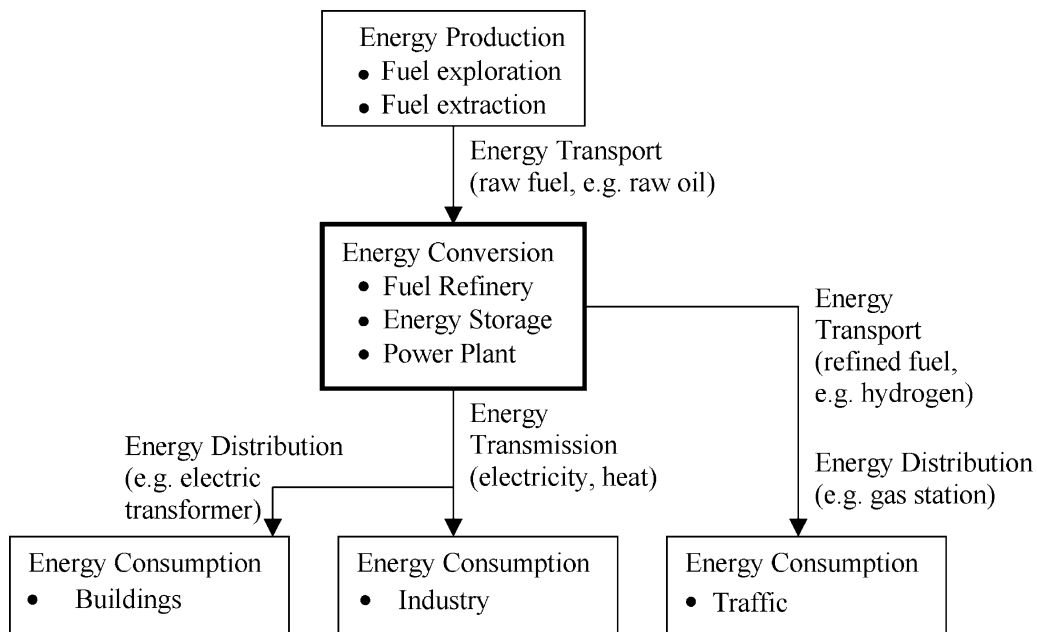 Energy Production
• Fuel exploration
• Fuel extraction
Energy Transport
(raw fuel, e.g. raw oil)
Energy Conversion
• Fuel Refinery
• Energy Storage
• Power Plant
Energy
Transport
(refined fuel,
e.g. hydrogen)
Energy
Transmission
(electricity, heat)
Energy Distribution
(e.g. electric
transformer)
Energy Distribution
(e.g. gas station)
Energy Consumption
• Buildings
Energy Consumption
• Industry
Energy Consumption
• Traffic